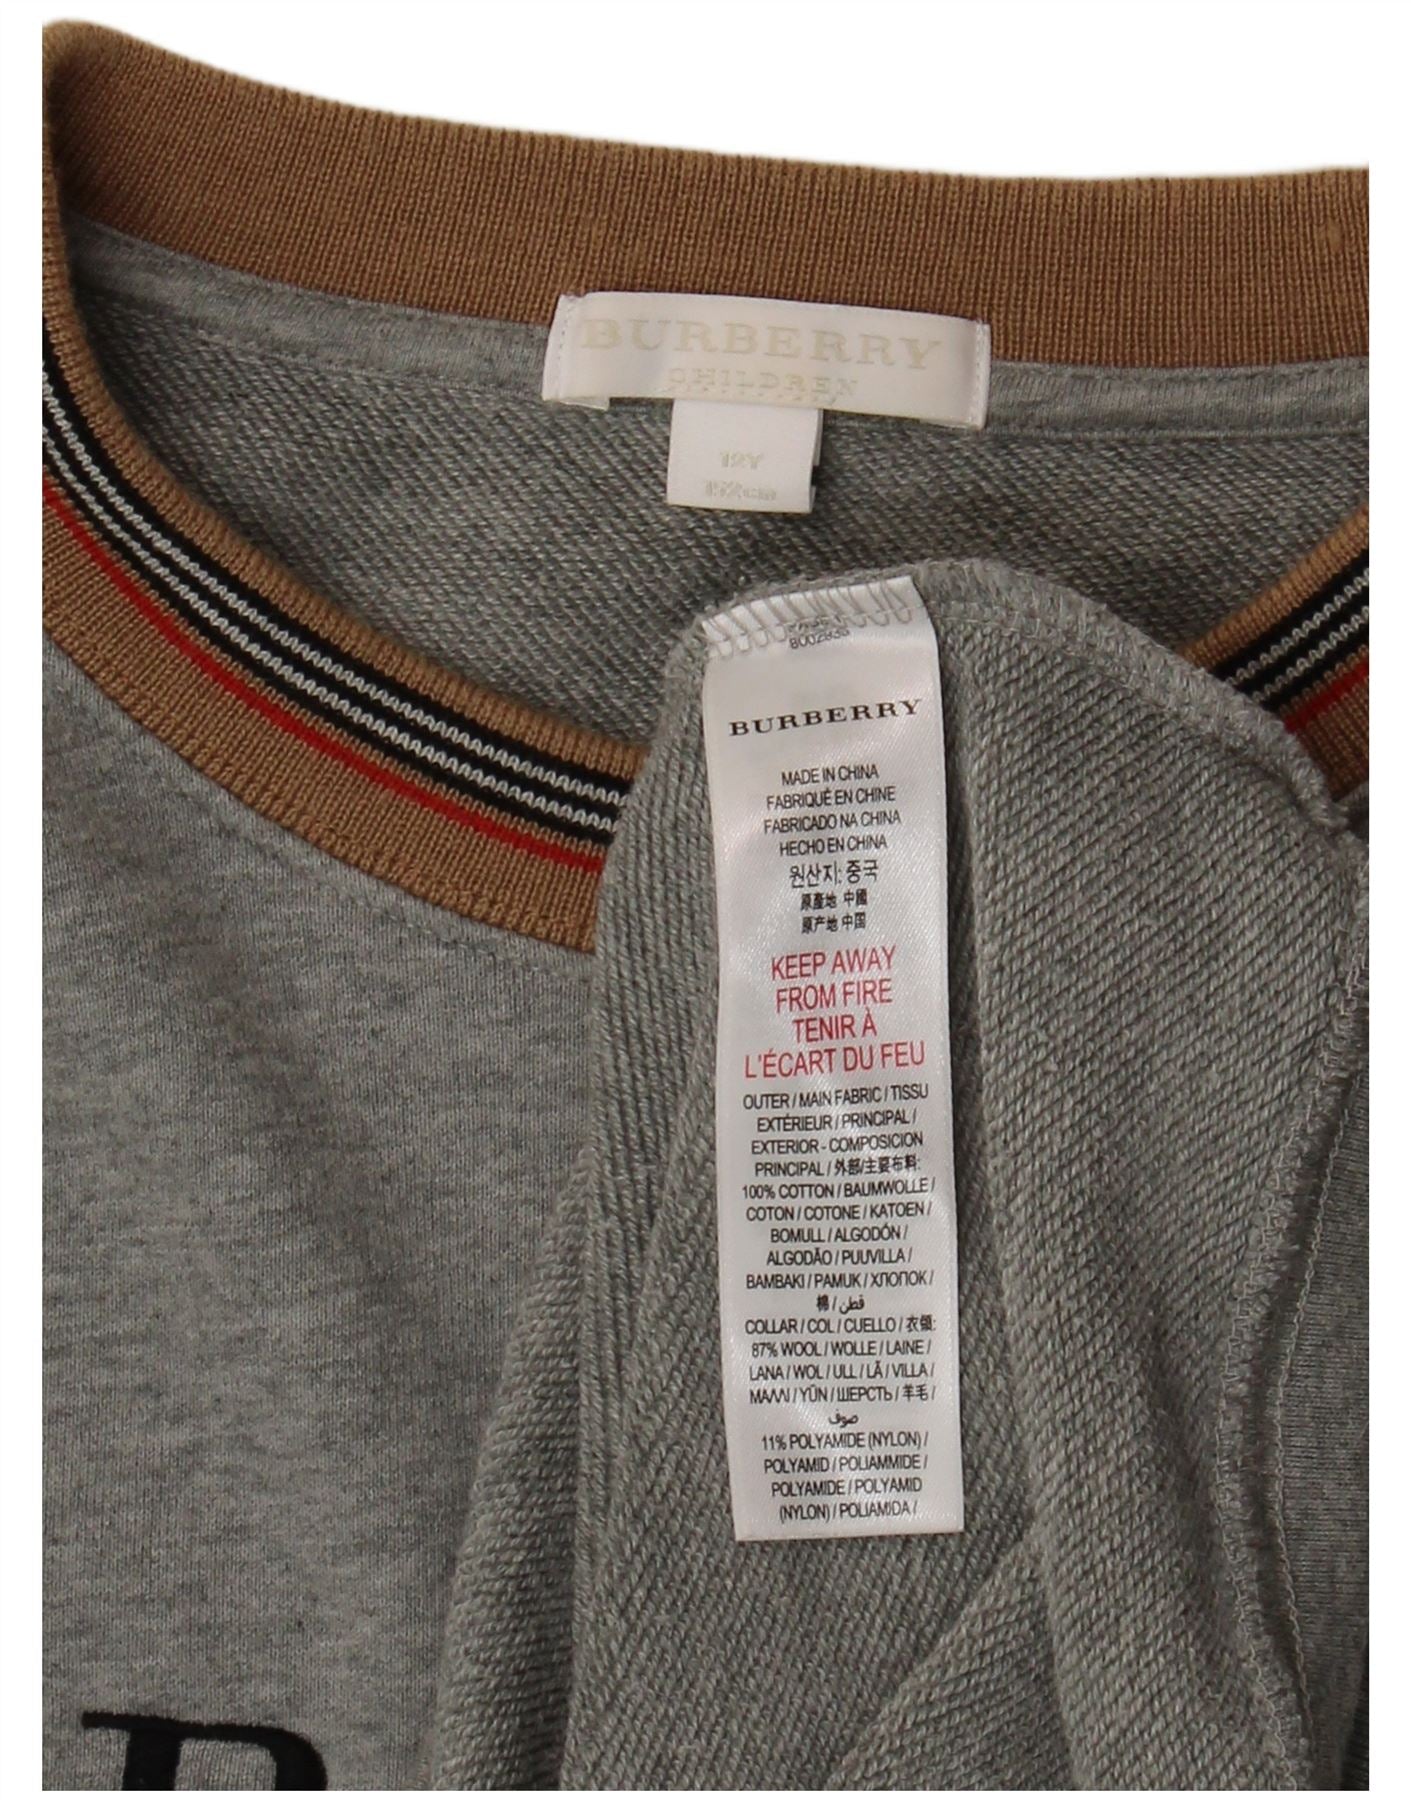 BURBERRY
CHILDREN
12Y
152cm
8002835
BURBERRY
MADE IN CHINA
FABRIQUÉ EN CHINE
FABRICADO NA CHINA
HECHO EN CHINA
원산지: 중국
原產地 中國
原产地 中国
KEEP AWAY
FROM FIRE
TENIR À
L'ÉCART DU FEU
OUTER / MAIN FABRIC / TISSU
EXTÉRIEUR / PRINCIPAL /
EXTERIOR - COMPOSICION
PRINCIPAL / 外部/主要布料:
100% COTTON / BAUMWOLLE /
COTON / COTONE / KATOEN /
BOMULL / ALGODÓN /
ALGODÃO / PUUVILLA /
BAMBAKI / PAMUK / ХЛОПОК /
棉 / قطن
COLLAR / COL / CUELLO / 衣領:
87% WOOL / WOLLE / LAINE /
LANA / WOL / ULL / LÃ / VILLA /
ΜΑΛΛΙ / YÜN / ШЕРСТЬ / 羊毛 /
صوف
11% POLYAMIDE (NYLON) /
POLYAMID / POLIAMMIDE /
POLYAMIDE / POLYAMID
(NYLON) / POLIAMIDA /